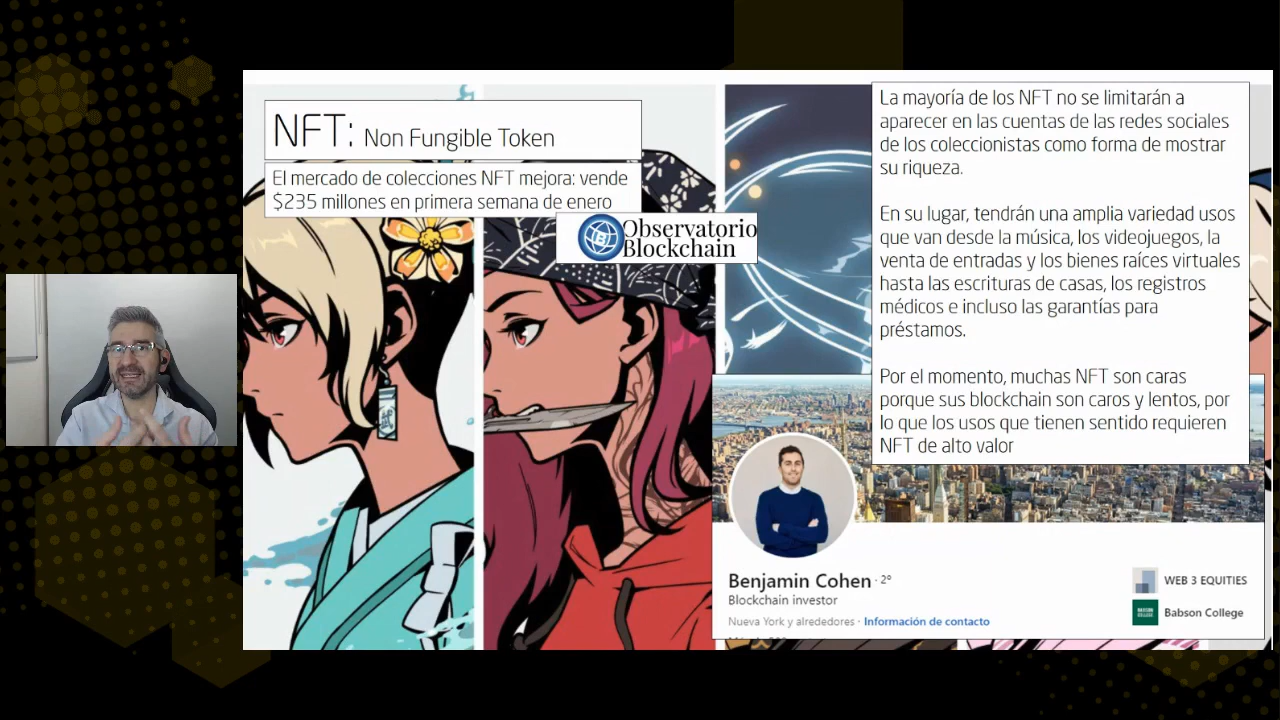 NFT: Non Fungible Token
El mercado de colecciones NFT mejora: vende
$235 millones en primera semana de enero
Observatorio
Blockchain
La mayoría de los NFT no se limitarán a
aparecer en las cuentas de las redes sociales
de los coleccionistas como forma de mostrar
su riqueza.
En su lugar, tendrán una amplia variedad usos
que van desde la música, los videojuegos, la
venta de entradas y los bienes raíces virtuales
hasta las escrituras de casas, los registros
médicos e incluso las garantías para
préstamos.
Por el momento, muchas NFT son caras
porque sus blockchain son caros y lentos, por
lo que los usos que tienen sentido requieren
NFT de alto valor
Benjamin Cohen · 2º
Blockchain investor
Nueva York y alrededores · Información de contacto
WEB 3 EQUITIES
Babson College